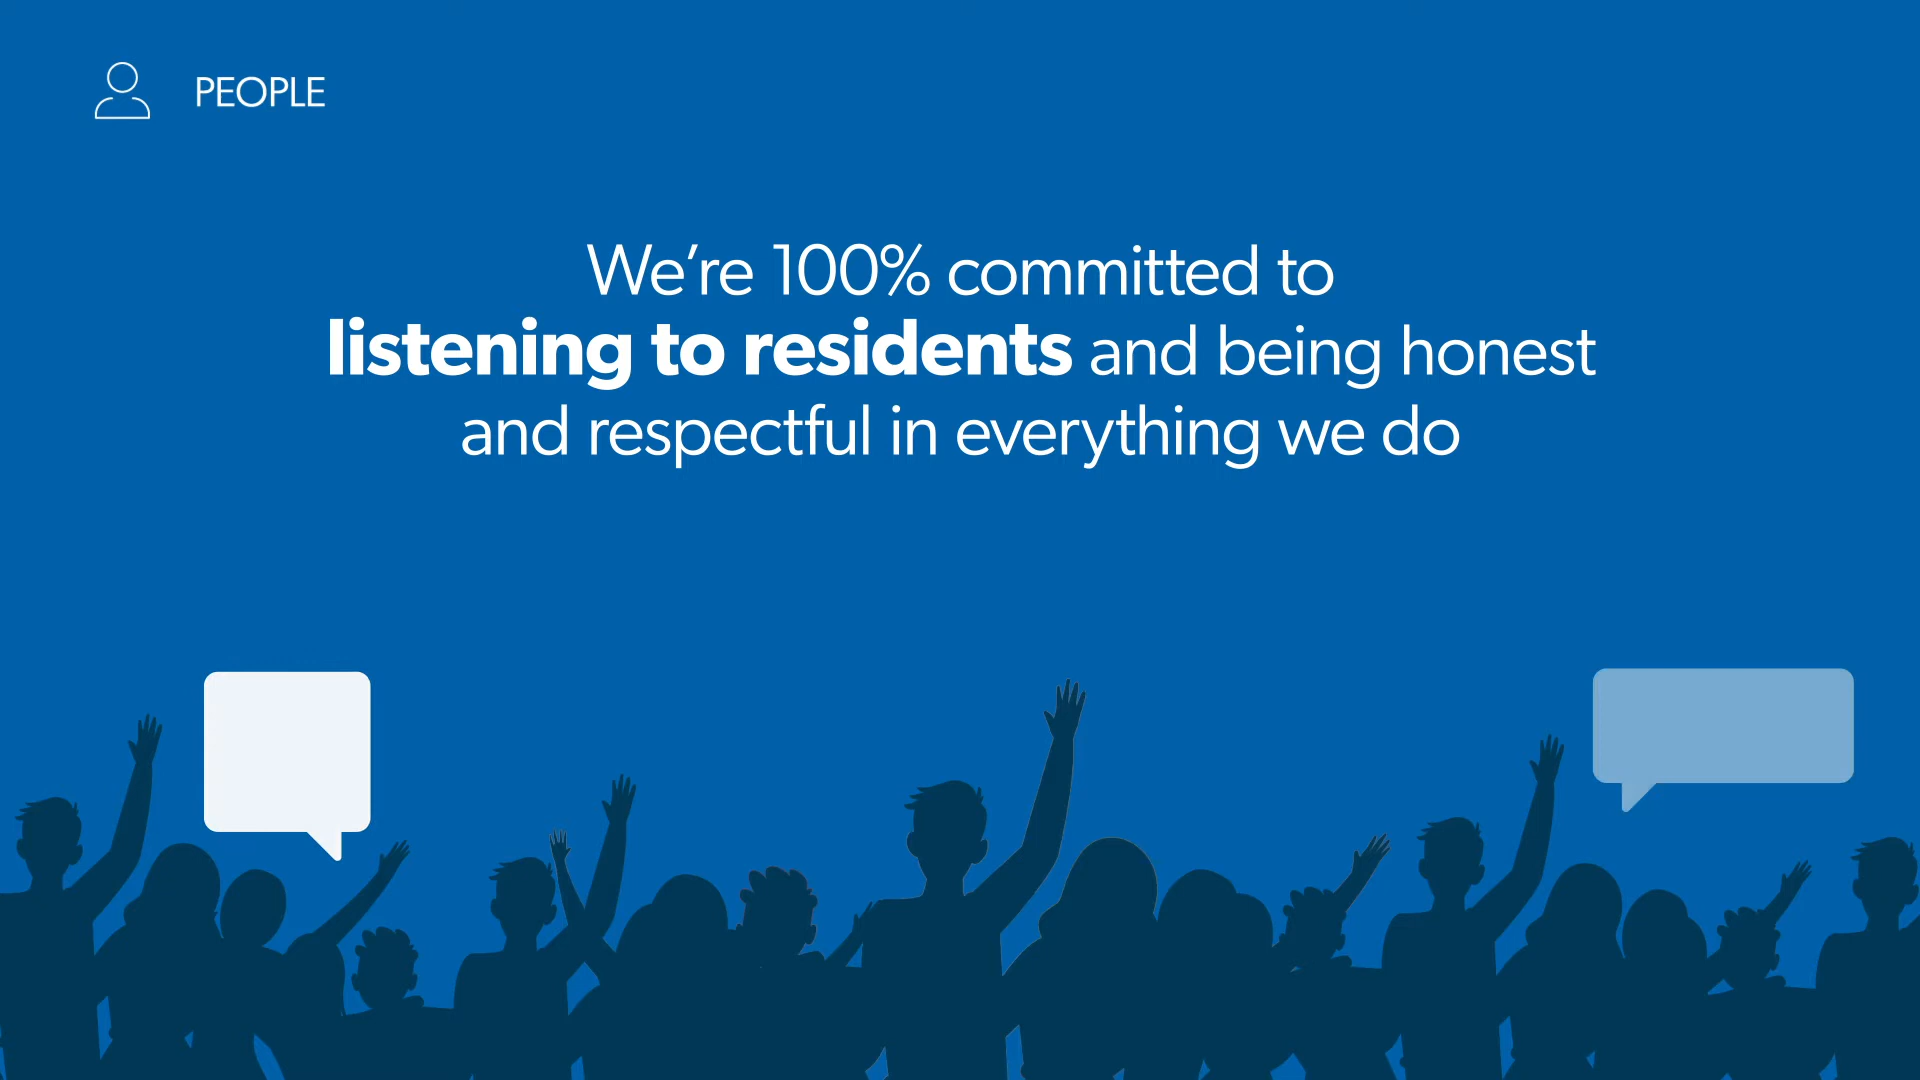 PEOPLE
We’re 100% committed to
listening to residents and being honest
and respectful in everything we do